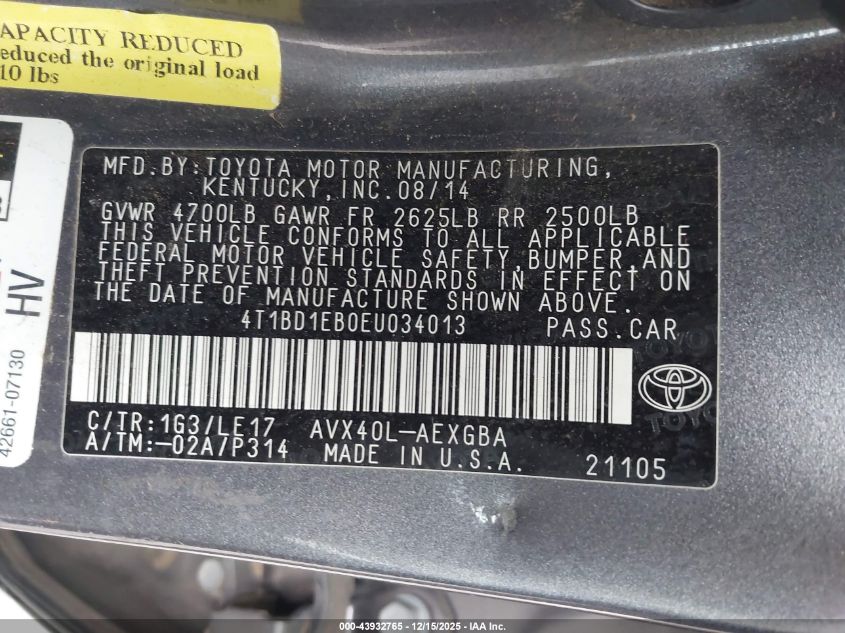 APACITY REDUCED
educed the original load
10 lbs
42661-07130
HV
MFD.BY:TOYOTA MOTOR MANUFACTURING,
KENTUCKY,INC.08/14
GVWR 4700LB GAWR FR 2625LB RR 2500LB
THIS VEHICLE CONFORMS TO ALL APPLICABLE
FEDERAL MOTOR VEHICLE SAFETY,BUMPER,AND
THEFT PREVENTION STANDARDS IN EFFECT ON
THE DATE OF MANUFACTURE SHOWN ABOVE.
4T1BD1EB0EU034013 PASS.CAR
C/TR:1G3/LE17 AVX40L-AEXGBA
A/TM:-02A/P314 MADE IN U.S.A. 21105
TOYOTA
000-43932765 - 12/15/2025 - IAA Inc.